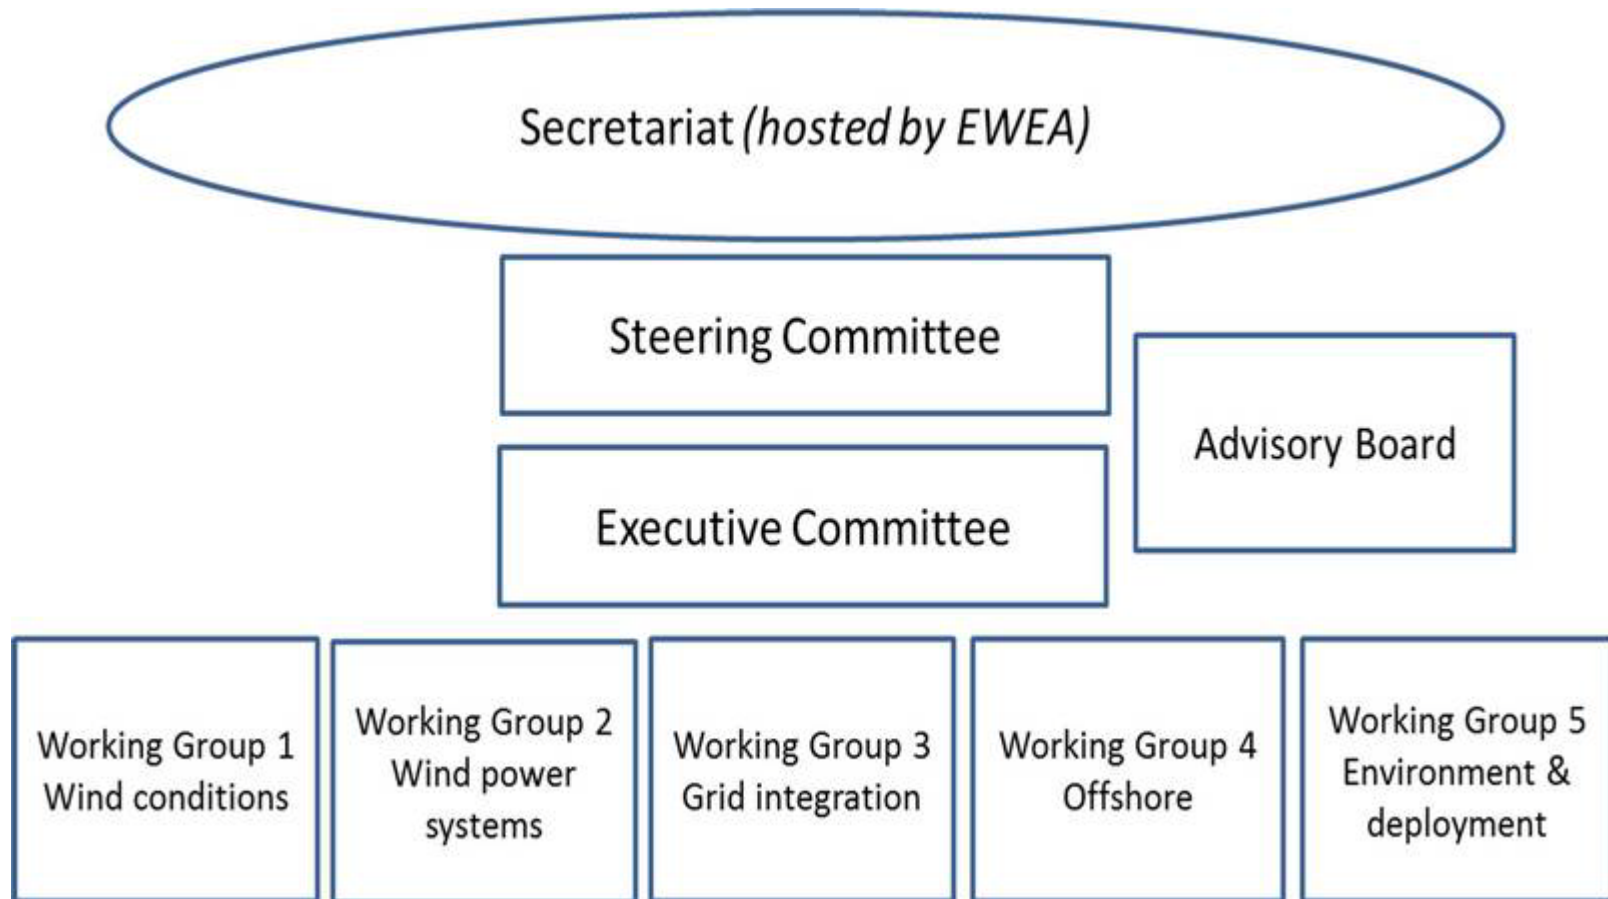 Secretariat (hosted by EWEA)
Steering Committee
Advisory Board
Executive Committee
Working Group 1
Wind conditions
Working Group 2
Wind power
systems
Working Group 3
Grid integration
Working Group 4
Offshore
Working Group 5
Environment &
deployment